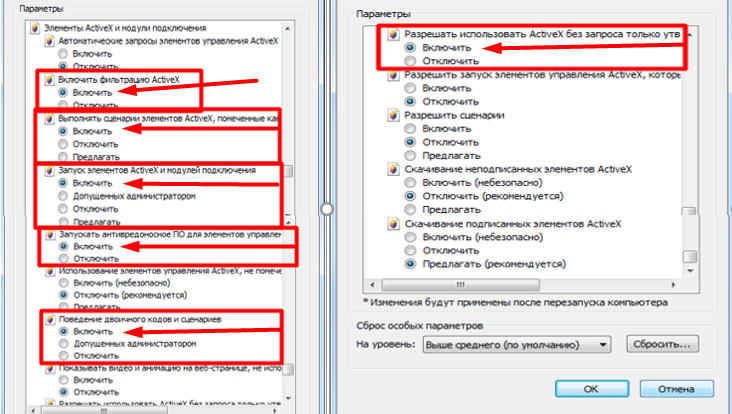 Параметры
Элементы ActiveX и модули подключения
Автоматические запросы элементов управления ActiveX
Включить
Отключить
Включить фильтрацию ActiveX
Включить
Отключить
Выполнять сценарии элементов ActiveX, помеченные как
Включить
Отключить
Предлагать
Запуск элементов ActiveX и модулей подключения
Включить
Допущенных администратором
Отключить
Предлагать
Запускать антивредоносное ПО для элементов управлен
Включить
Отключить
Использование элементов управления ActiveX, не помече
Включить (небезопасно)
Отключить (рекомендуется)
Предлагать
Поведение двоичного кодов и сценариев
Включить
Допущенных администратором
Отключить
Показывать видео и анимацию на веб-странице, не испо
Включить
Отключить
Разрешать использовать ActiveX без запроса только утв
Параметры
Разрешать использовать ActiveX без запроса только утв
Включить
Отключить
Разрешить запуск элементов управления ActiveX, которы
Включить
Отключить
Разрешить сценарии
Включить
Отключить
Предлагать
Скачивание неподписанных элементов ActiveX
Включить (небезопасно)
Отключить (рекомендуется)
Предлагать
Скачивание подписанных элементов ActiveX
Включить (небезопасно)
Отключить
Предлагать (рекомендуется)
* Изменения будут применены после перезапуска компьютера
Сброс особых параметров
На уровень: Выше среднего (по умолчанию) Сбросить...
OK Отмена